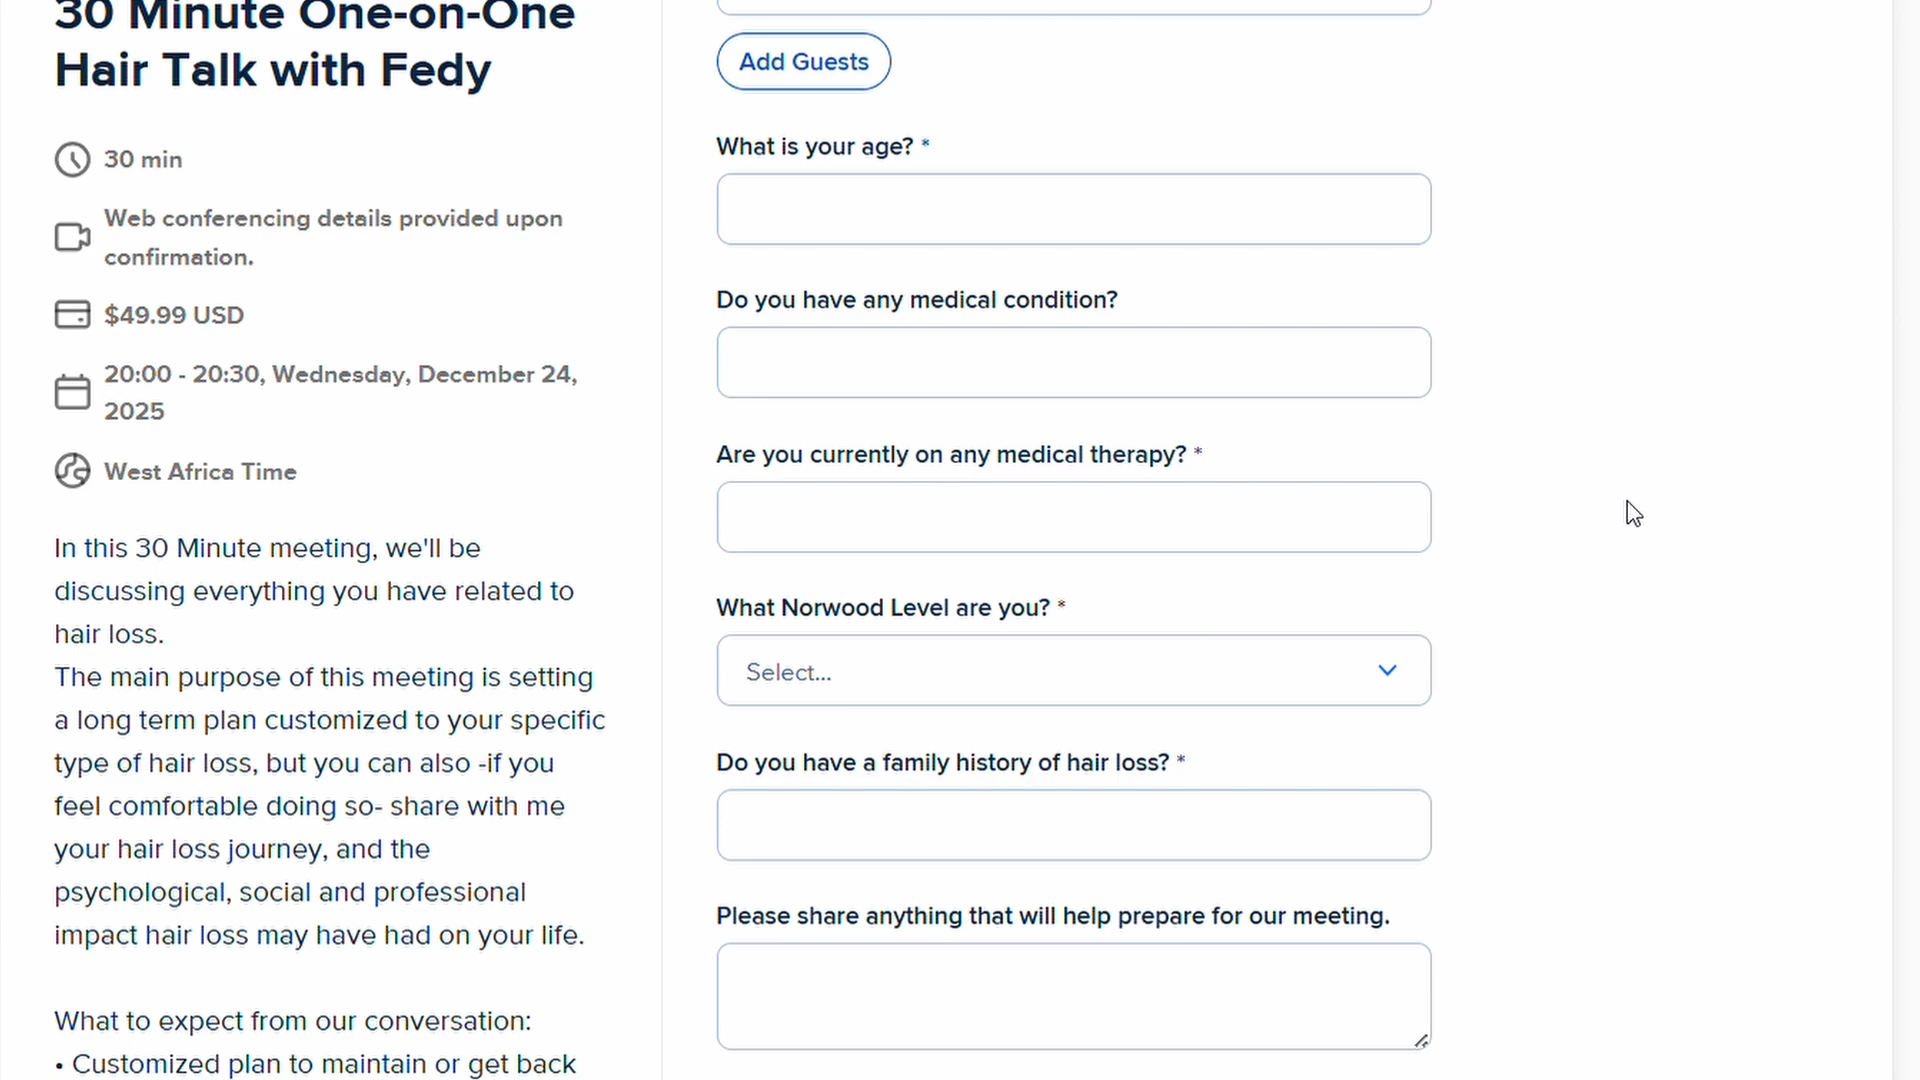 30 Minute One-on-One
Hair Talk with Fedy
30 min
Web conferencing details provided upon
confirmation.
$49.99 USD
20:00 - 20:30, Wednesday, December 24,
2025
West Africa Time
In this 30 Minute meeting, we'll be
discussing everything you have related to
hair loss.
The main purpose of this meeting is setting
a long term plan customized to your specific
type of hair loss, but you can also -if you
feel comfortable doing so- share with me
your hair loss journey, and the
psychological, social and professional
impact hair loss may have had on your life.
What to expect from our conversation:
• Customized plan to maintain or get back
Add Guests
What is your age? *
Do you have any medical condition?
Are you currently on any medical therapy? *
What Norwood Level are you? *
Select...
Do you have a family history of hair loss? *
Please share anything that will help prepare for our meeting.